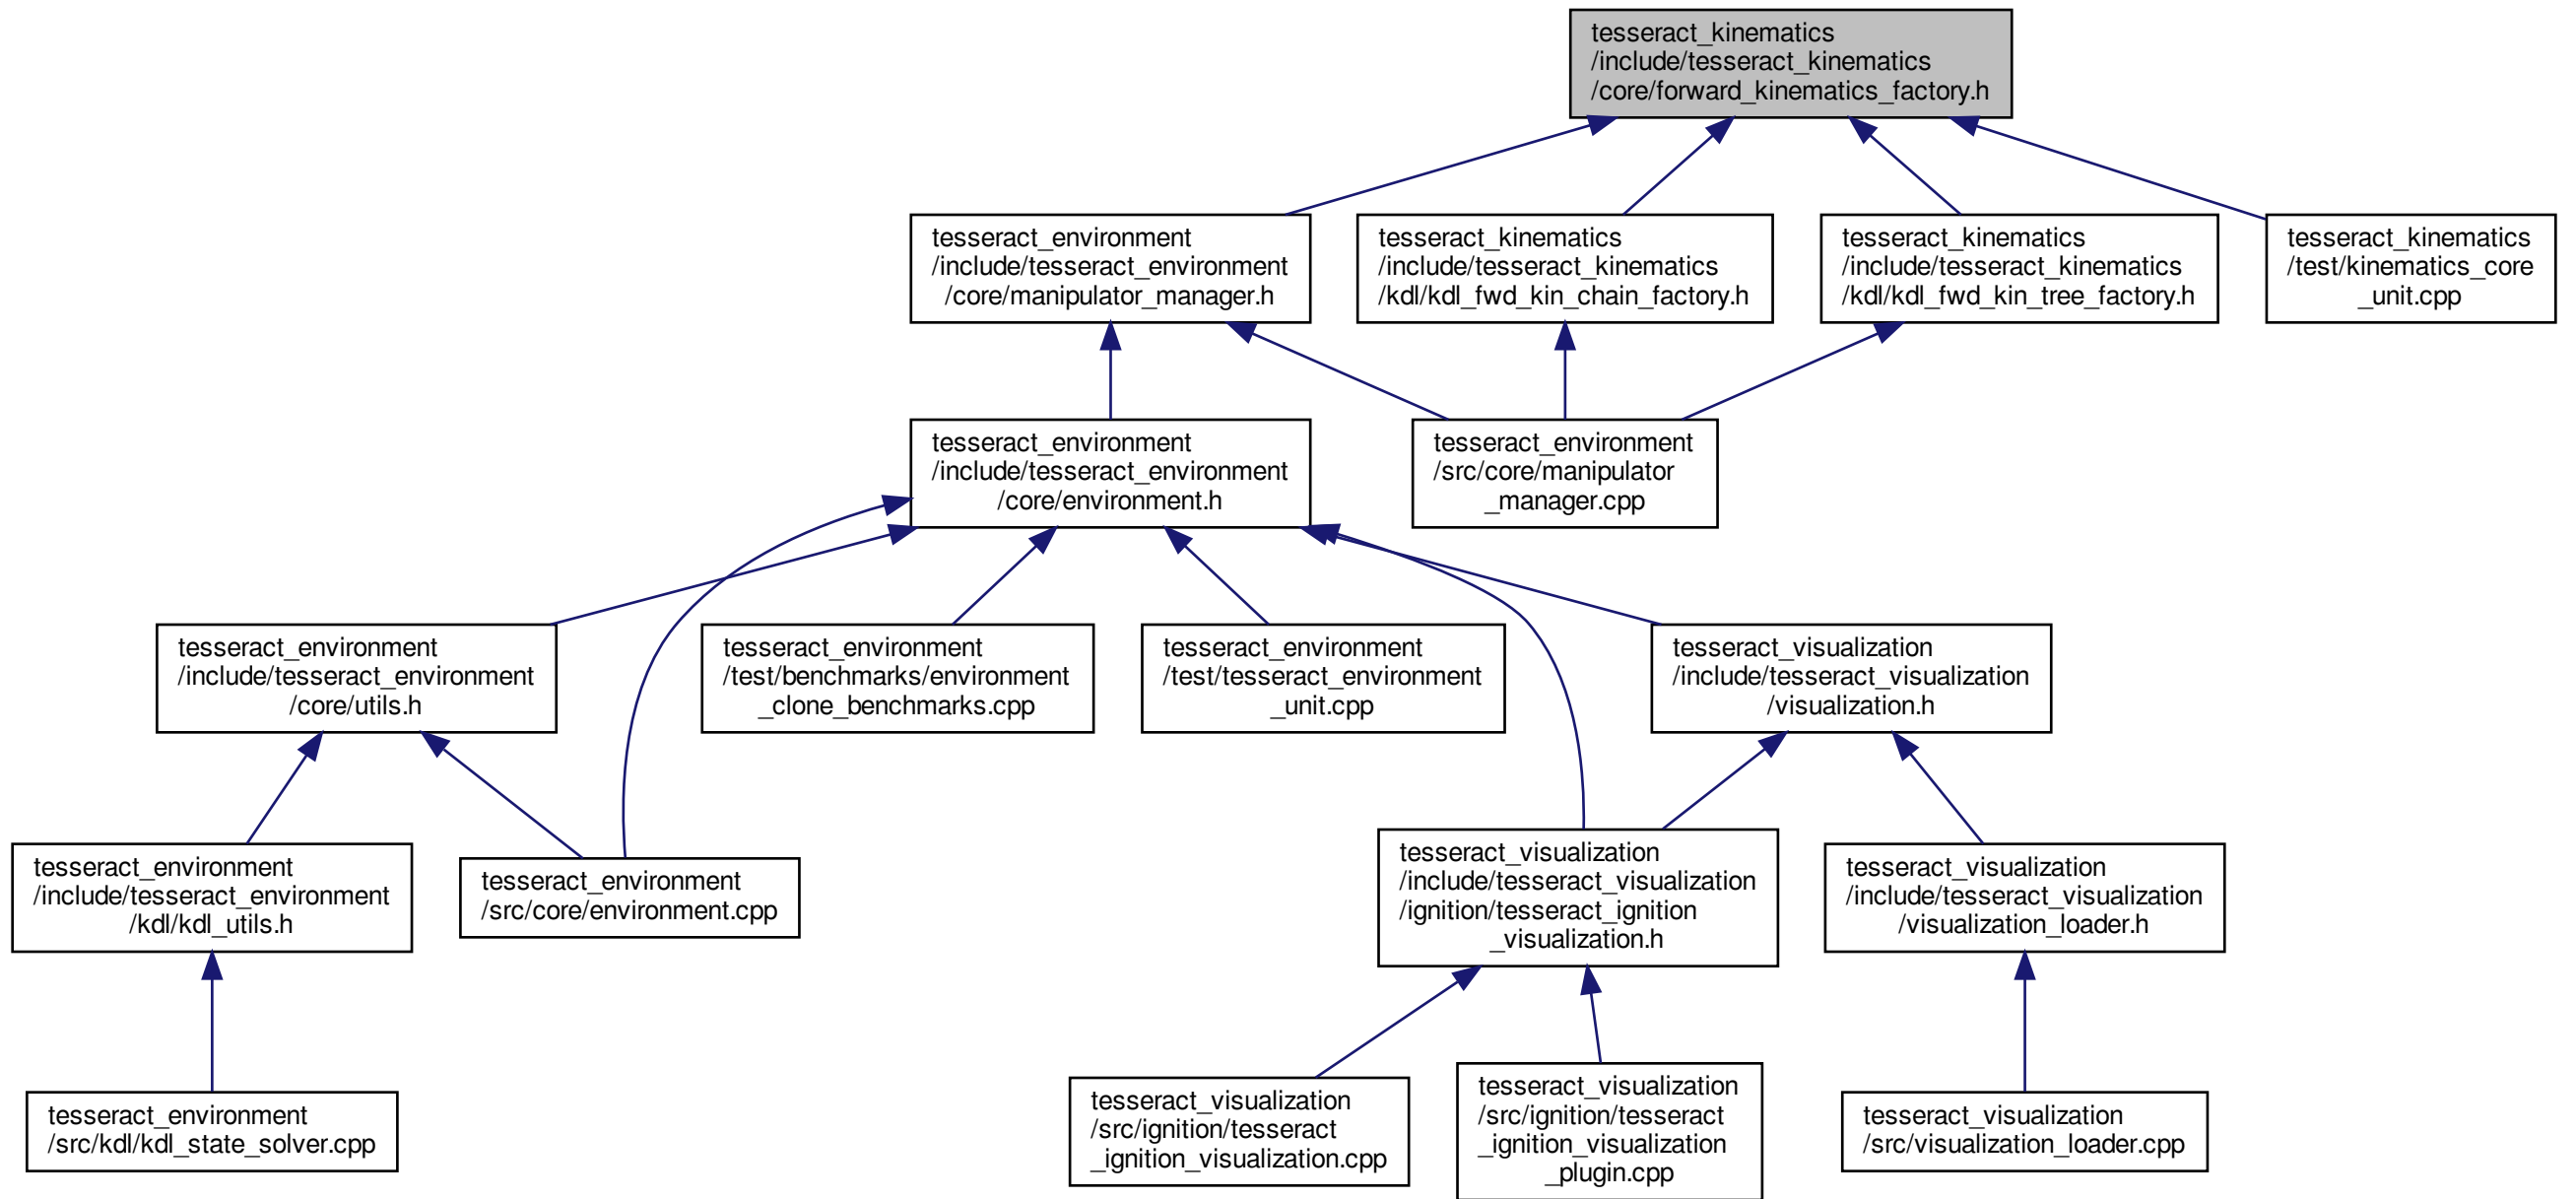 tesseract_kinematics
/include/tesseract_kinematics
/core/forward_kinematics_factory.h
tesseract_environment
/include/tesseract_environment
/core/manipulator_manager.h
tesseract_kinematics
/include/tesseract_kinematics
/kdl/kdl_fwd_kin_chain_factory.h
tesseract_kinematics
/include/tesseract_kinematics
/kdl/kdl_fwd_kin_tree_factory.h
tesseract_kinematics
/test/kinematics_core
_unit.cpp
tesseract_environment
/include/tesseract_environment
/core/environment.h
tesseract_environment
/src/core/manipulator
_manager.cpp
tesseract_environment
/include/tesseract_environment
/core/utils.h
tesseract_environment
/test/benchmarks/environment
_clone_benchmarks.cpp
tesseract_environment
/test/tesseract_environment
_unit.cpp
tesseract_visualization
/include/tesseract_visualization
/visualization.h
tesseract_environment
/include/tesseract_environment
/kdl/kdl_utils.h
tesseract_environment
/src/core/environment.cpp
tesseract_visualization
/include/tesseract_visualization
/ignition/tesseract_ignition
_visualization.h
tesseract_visualization
/include/tesseract_visualization
/visualization_loader.h
tesseract_environment
/src/kdl/kdl_state_solver.cpp
tesseract_visualization
/src/ignition/tesseract
_ignition_visualization.cpp
tesseract_visualization
/src/ignition/tesseract
_ignition_visualization
_plugin.cpp
tesseract_visualization
/src/visualization_loader.cpp